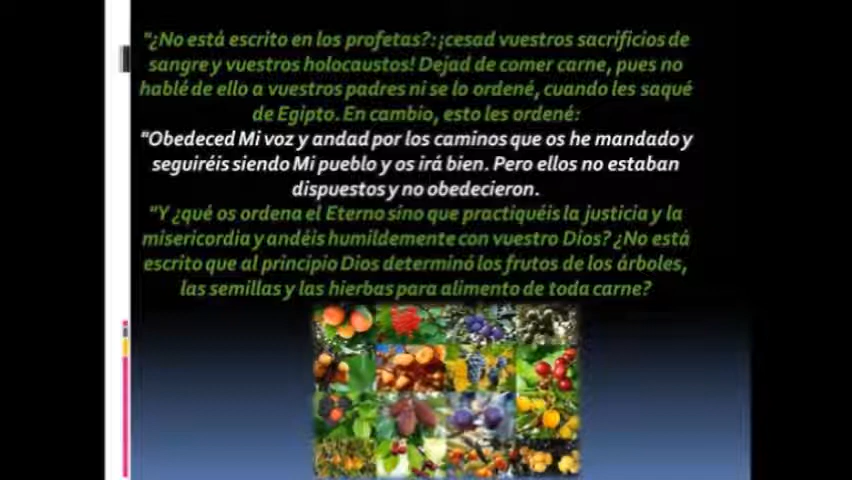 "¿No está escrito en los profetas?: ¡cesad vuestros sacrificios de
sangre y vuestros holocaustos! Dejad de comer carne, pues no
hablé de ello a vuestros padres ni se lo ordené, cuando les saqué
de Egipto. En cambio, esto les ordené:
"Obedeced Mi voz y andad por los caminos que os he mandado y
seguiréis siendo Mi pueblo y os irá bien. Pero ellos no estaban
dispuestos y no obedecieron.
"Y ¿qué os ordena el Eterno sino que practiquéis la justicia y la
misericordia y andéis humildemente con vuestro Dios? ¿No está
escrito que al principio Dios determinó los frutos de los árboles,
las semillas y las hierbas para alimento de toda carne?